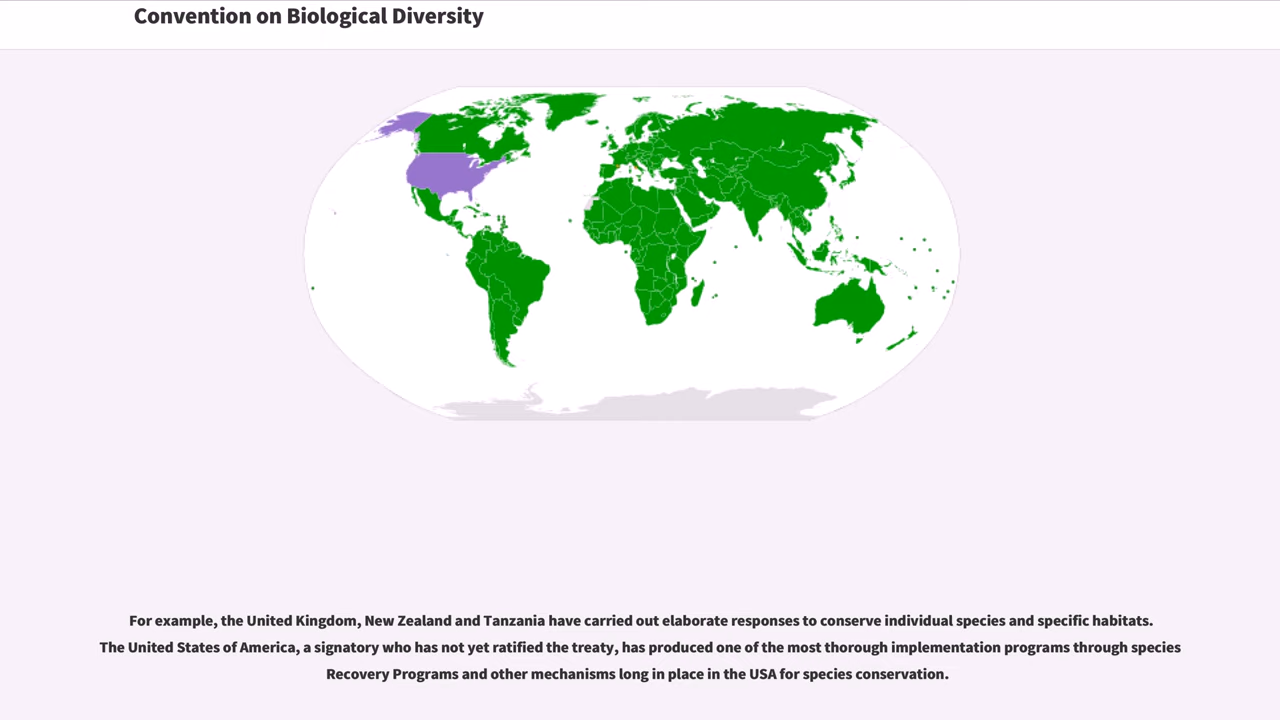 Convention on Biological Diversity
For example, the United Kingdom, New Zealand and Tanzania have carried out elaborate responses to conserve individual species and specific habitats.
The United States of America, a signatory who has not yet ratified the treaty, has produced one of the most thorough implementation programs through species
Recovery Programs and other mechanisms long in place in the USA for species conservation.